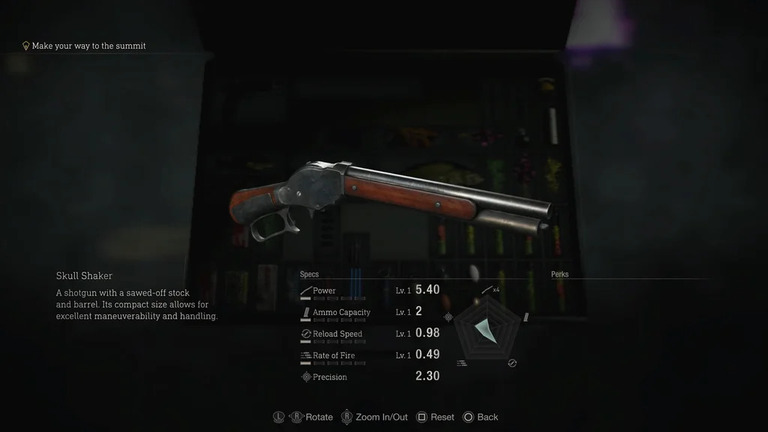 Make your way to the summit
Skull Shaker
A shotgun with a sawed-off stock
and barrel. Its compact size allows for
excellent maneuverability and handling.
Specs
Power Lv. 1 5.40
Ammo Capacity Lv. 1 2
Reload Speed Lv. 1 0.98
Rate of Fire Lv. 1 0.49
Precision 2.30
x4
Perks
L R Rotate R Zoom In/Out Reset Back